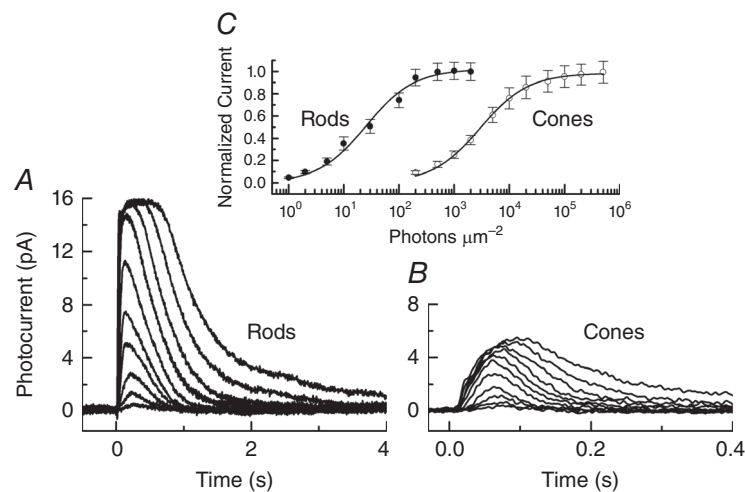 C
Normalized Current
1.0
0.8
0.6
0.4
0.2
0.0
Rods
Cones
10⁰ 10¹ 10² 10³ 10⁴ 10⁵ 10⁶
Photons μm⁻²
A
Photocurrent (pA)
16
12
8
4
0
Rods
0 2 4
Time (s)
B
8
4
0
Cones
0.0 0.2 0.4
Time (s)